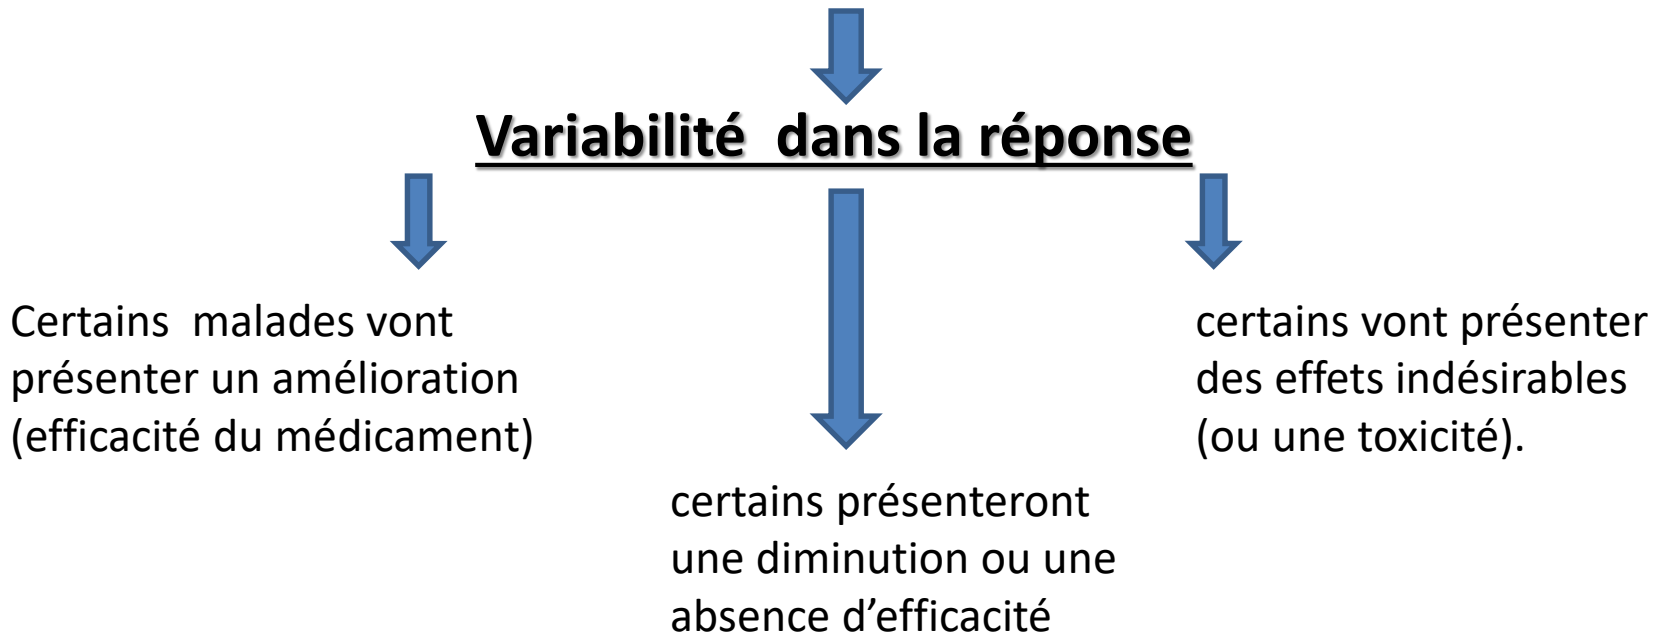 Variabilité  dans la réponse
Certains  malades vont
présenter un amélioration
(efficacité du médicament)
certains présenteront
une diminution ou une
absence d’efficacité
certains vont présenter
des effets indésirables
(ou une toxicité).